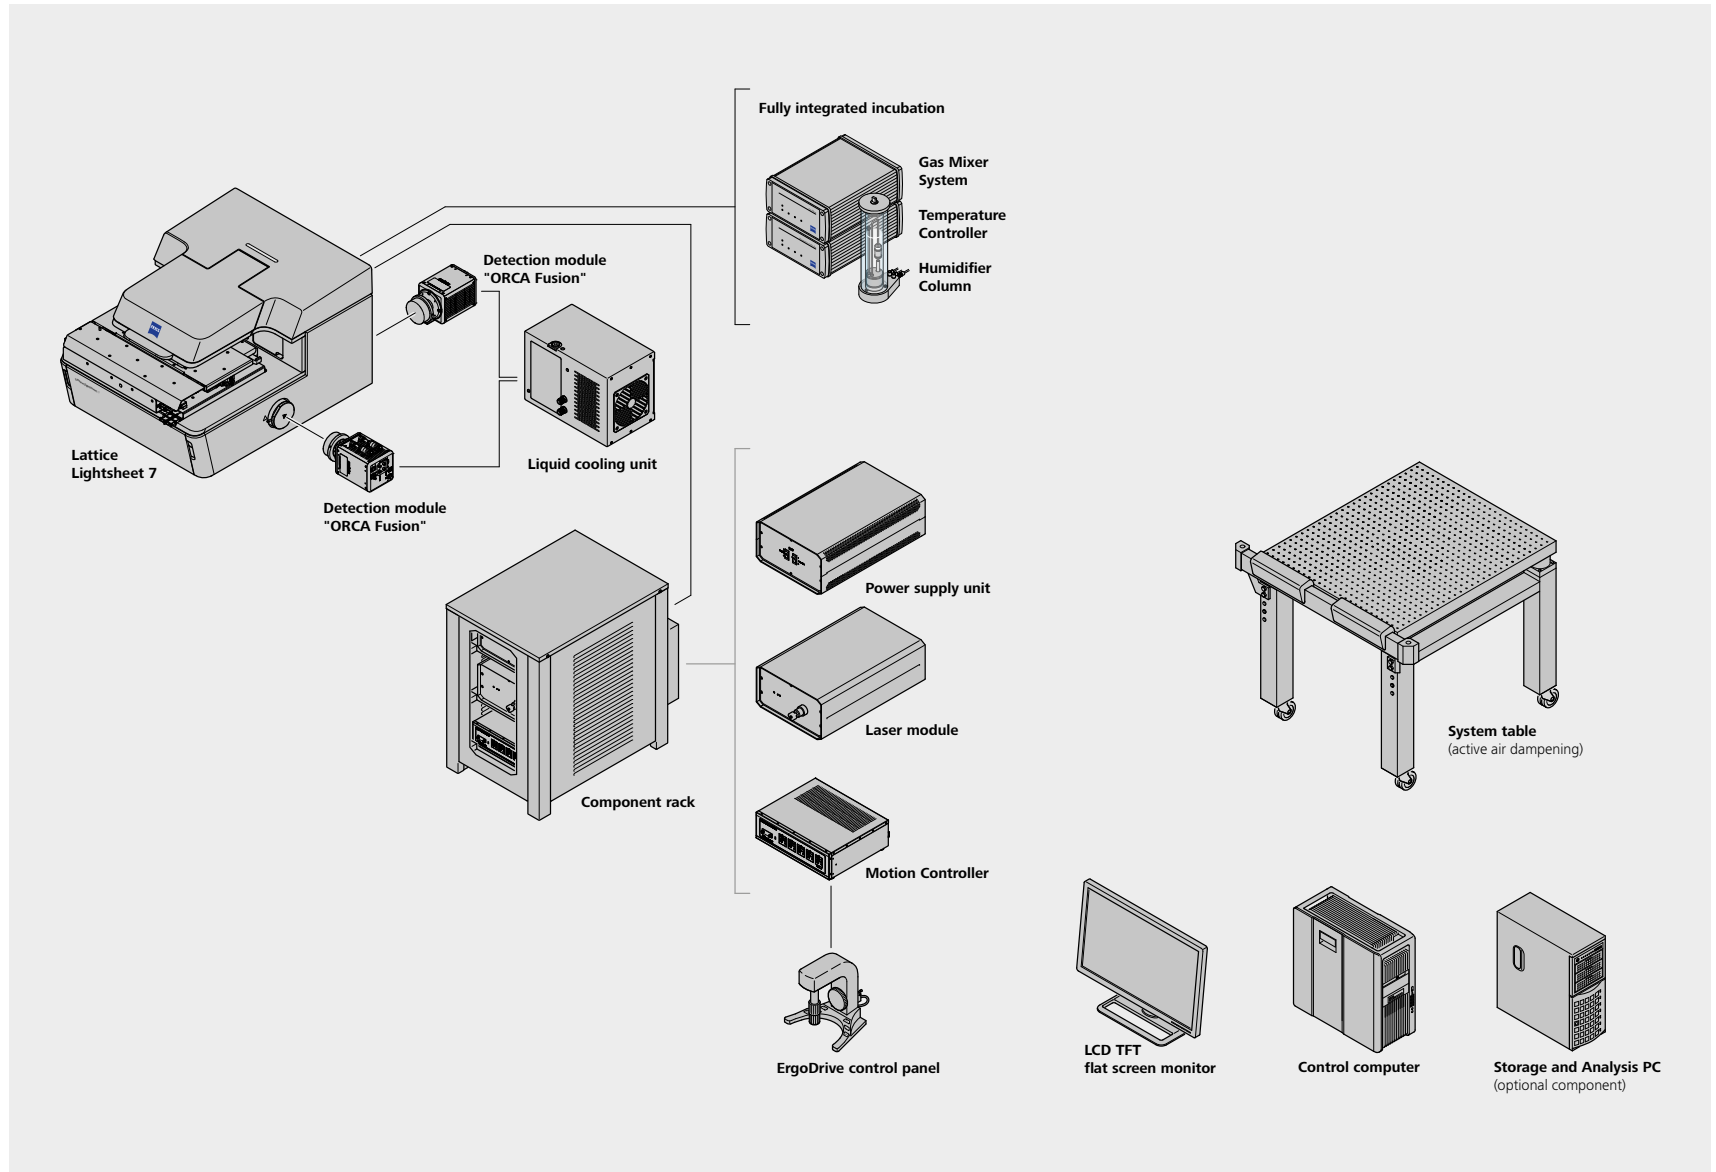 Fully integrated incubation
Gas Mixer
System
Temperature
Controller
Humidifier
Column
Detection module
"ORCA Fusion"
Lattice
Lightsheet 7
Liquid cooling unit
Detection module
"ORCA Fusion"
Power supply unit
Laser module
System table
(active air dampening)
Component rack
Motion Controller
ErgoDrive control panel
LCD TFT
flat screen monitor
Control computer
Storage and Analysis PC
(optional component)